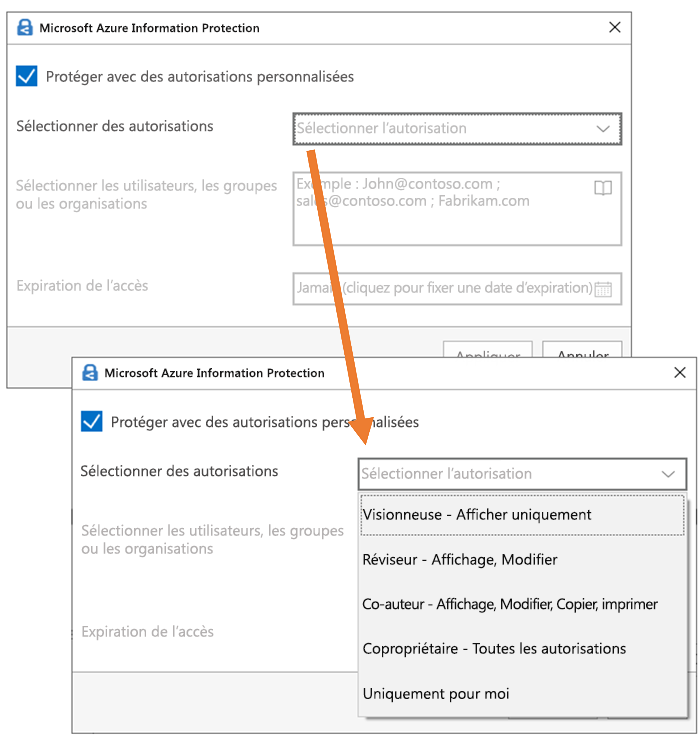 Microsoft Azure Information Protection
Protéger avec des autorisations personnalisées
Sélectionner des autorisations
Sélectionner l'autorisation
Sélectionner les utilisateurs, les groupes
ou les organisations
Exemple : John@contoso.com ;
sales@contoso.com ; Fabrikam.com
Expiration de l'accès
Jamais (cliquez pour fixer une date d'expiration)
Appliquer
Annuler
Microsoft Azure Information Protection
Protéger avec des autorisations personnalisées
Sélectionner des autorisations
Sélectionner l'autorisation
Visionneuse - Afficher uniquement
Sélectionner les utilisateurs, les groupes
ou les organisations
Réviseur - Affichage, Modifier
Co-auteur - Affichage, Modifier, Copier, imprimer
Expiration de l'accès
Copropriétaire - Toutes les autorisations
Uniquement pour moi